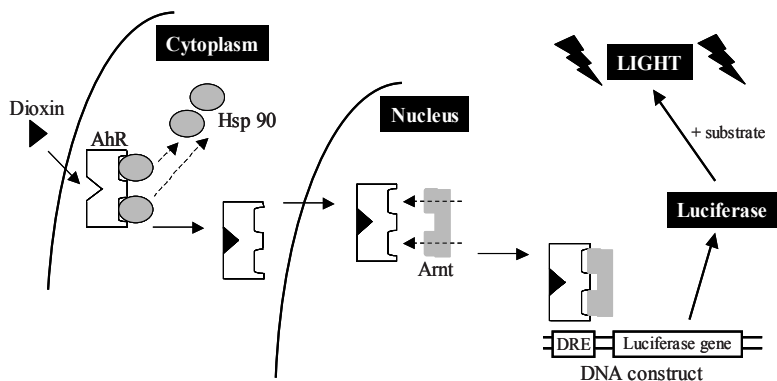 Cytoplasm
Dioxin
AhR
Hsp 90
Nucleus
Arnt
LIGHT
+ substrate
Luciferase
DRE
Luciferase gene
DNA construct